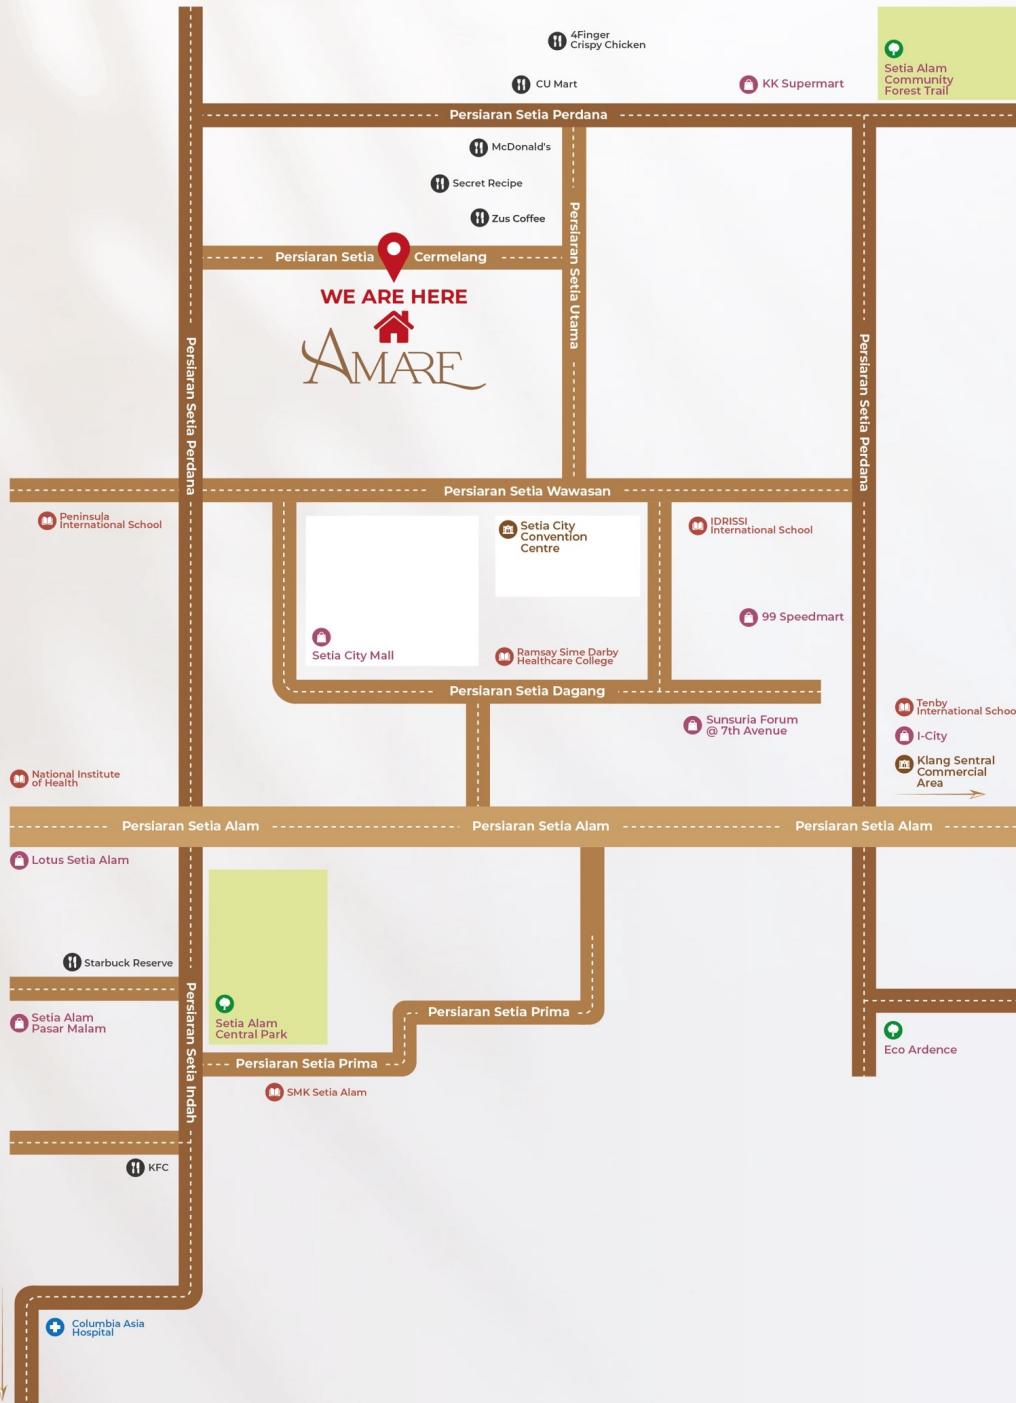 4Finger
Crispy Chicken
CU Mart
KK Supermart
Setia Alam
Community
Forest Trail
Persiaran Setia Perdana
McDonald's
Secret Recipe
Zus Coffee
Persiaran Setia Utama
Persiaran Setia Cermelang
WE ARE HERE
AMARE
Persiaran Setia Perdana
Persiaran Setia Perdana
Persiaran Setia Wawasan
Peninsula
International School
Setia City
Convention
Centre
IDRISSI
International School
99 Speedmart
Setia City Mall
Ramsay Sime Darby
Healthcare College
Persiaran Setia Dagang
Sunsuria Forum
@ 7th Avenue
Tenby
International Schoo
I-City
Klang Sentral
Commercial
Area
National Institute
of Health
Persiaran Setia Alam
Persiaran Setia Alam
Persiaran Setia Alam
Lotus Setia Alam
Starbuck Reserve
Setia Alam
Pasar Malam
Persiaran Setia Indah
Setia Alam
Central Park
Persiaran Setia Prima
Persiaran Setia Prima
SMK Setia Alam
Eco Ardence
KFC
Columbia Asia
Hospital